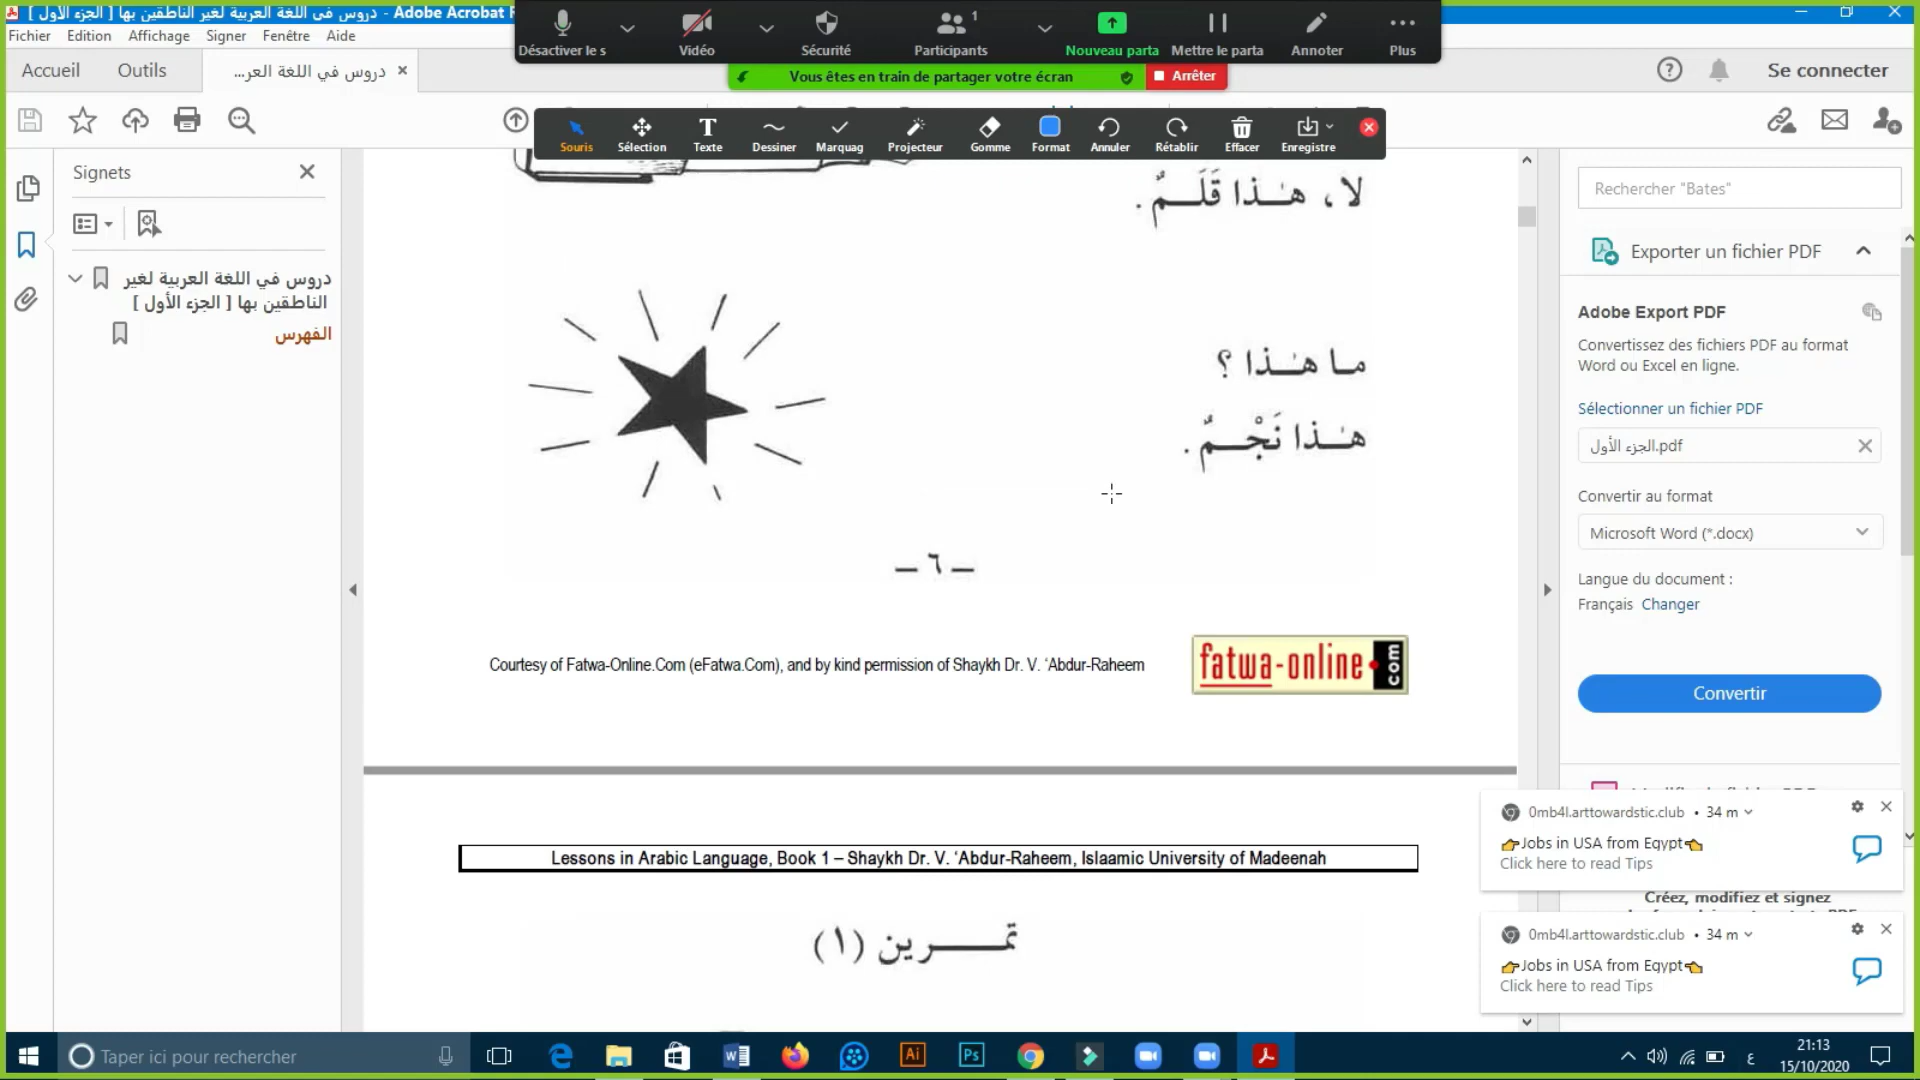 [ دروس في اللغة العربية لغير الناطقين بها [ الجزء الأول - Adobe Acrobat R
Fichier Edition Affichage Signer Fenêtre Aide
Désactiver le s
Vidéo
Sécurité
Participants 1
Nouveau parta
Mettre le parta
Annoter
Plus
Vous êtes en train de partager votre écran
Arrêter
Accueil
Outils
دروس في اللغة العر...
Se connecter
Souris
Sélection
Texte
Dessiner
Marquag
Projecteur
Gomme
Format
Annuler
Rétablir
Effacer
Enregistre
Signets
دروس في اللغة العربية لغير
الناطقين بها [ الجزء الأول ]
الفهرس
لا، هٰذا قَلَمٌ.
ما هٰذا ؟
هٰذا نَجْمٌ.
– ٦ –
Courtesy of Fatwa-Online.Com (eFatwa.Com), and by kind permission of Shaykh Dr. V. ‘Abdur-Raheem
fatwa-online.com
Lessons in Arabic Language, Book 1 – Shaykh Dr. V. ‘Abdur-Raheem, Islaamic University of Madeenah
تمرين (١)
Rechercher "Bates"
Exporter un fichier PDF
Adobe Export PDF
Convertissez des fichiers PDF au format
Word ou Excel en ligne.
Sélectionner un fichier PDF
الجزء الأول.pdf
Convertir au format
Microsoft Word (*.docx)
Langue du document :
Français Changer
Convertir
0mb4l.arttowardstic.club • 34 m
👉Jobs in USA from Egypt👈
Click here to read Tips
Créez, modifiez et signez
0mb4l.arttowardstic.club • 34 m
👉Jobs in USA from Egypt👈
Click here to read Tips
Taper ici pour rechercher
ع
21:13
15/10/2020